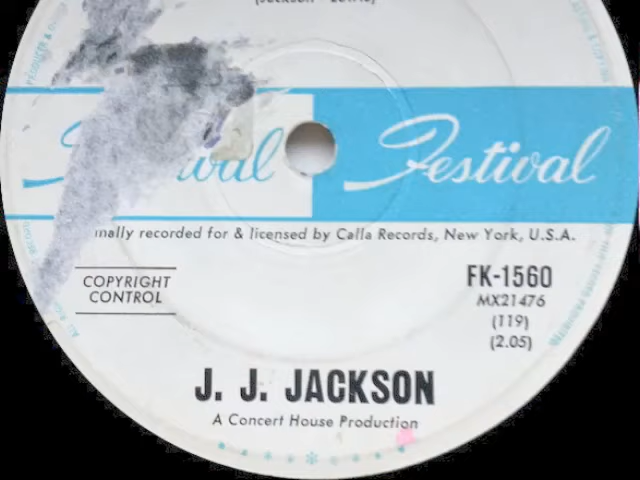 Festival
inally recorded for & licensed by Calla Records, New York, U.S.A.
COPYRIGHT
CONTROL
FK-1560
MX21476
(119)
(2.05)
J. J. JACKSON
A Concert House Production